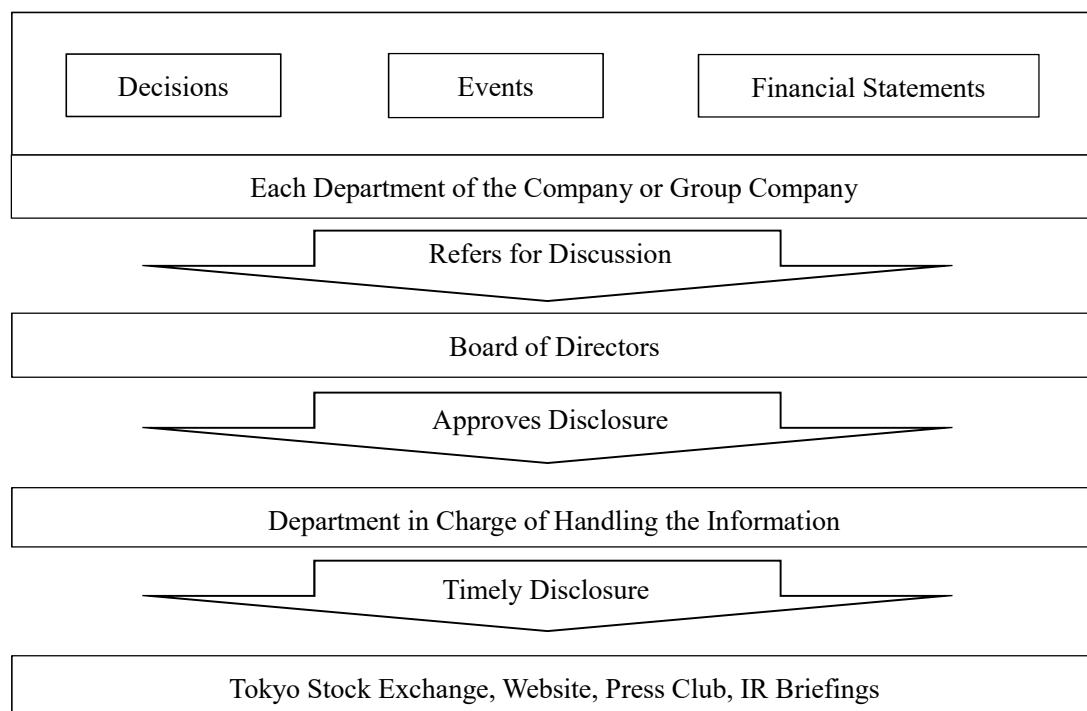 Decisions
Events
Financial Statements
Each Department of the Company or Group Company
Refers for Discussion
Board of Directors
Approves Disclosure
Department in Charge of Handling the Information
Timely Disclosure
Tokyo Stock Exchange, Website, Press Club, IR Briefings